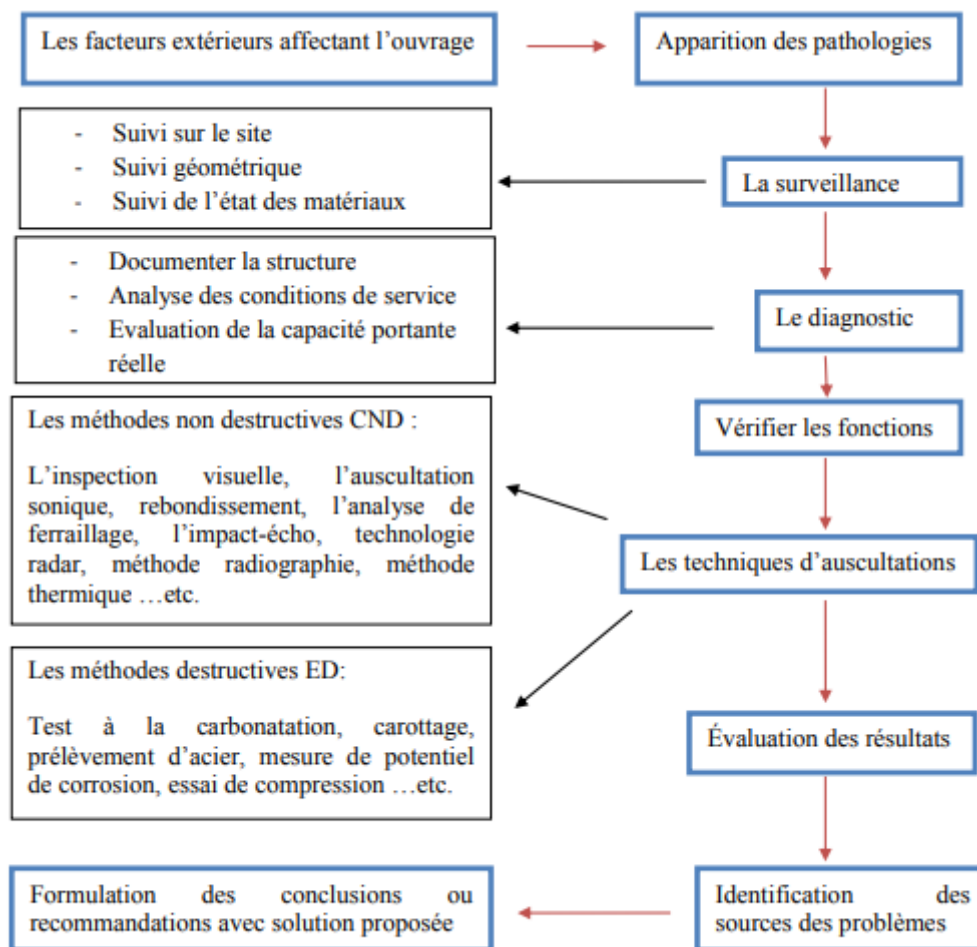 Les facteurs extérieurs affectant l’ouvrage
Apparition des pathologies
- Suivi sur le site
- Suivi géométrique
- Suivi de l’état des matériaux
La surveillance
- Documenter la structure
- Analyse des conditions de service
- Evaluation de la capacité portante
réelle
Le diagnostic
Vérifier les fonctions
Les méthodes non destructives CND :
L’inspection visuelle, l’auscultation
sonique, rebondissement, l’analyse de
ferraillage, l’impact-écho, technologie
radar, méthode radiographie, méthode
thermique …etc.
Les techniques d’auscultations
Les méthodes destructives ED:
Test à la carbonatation, carottage,
prélèvement d’acier, mesure de potentiel
de corrosion, essai de compression …etc.
Évaluation des résultats
Identification des
sources des problèmes
Formulation des conclusions ou
recommandations avec solution proposée